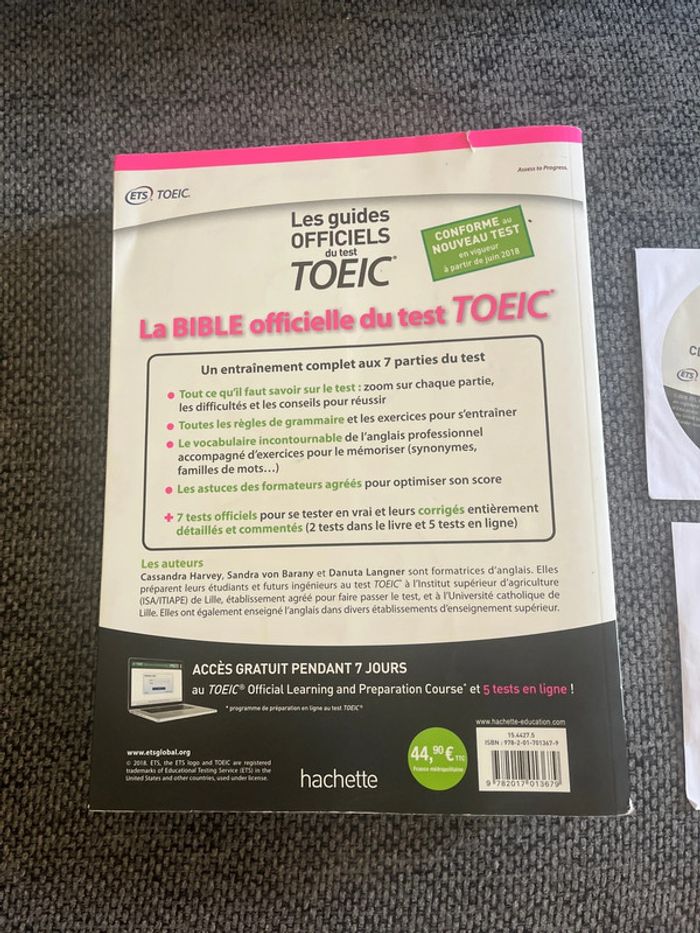 Assess to Progress.
ETS TOEIC.
Les guides
OFFICIELS
du test
TOEIC®
CONFORME au
NOUVEAU TEST
en vigueur
à partir de juin 2018
La BIBLE officielle du test TOEIC®
Un entraînement complet aux 7 parties du test
• Tout ce qu'il faut savoir sur le test : zoom sur chaque partie,
les difficultés et les conseils pour réussir
• Toutes les règles de grammaire et les exercices pour s'entraîner
• Le vocabulaire incontournable de l'anglais professionnel
accompagné d'exercices pour le mémoriser (synonymes,
familles de mots...)
• Les astuces des formateurs agréés pour optimiser son score
+ 7 tests officiels pour se tester en vrai et leurs corrigés entièrement
détaillés et commentés (2 tests dans le livre et 5 tests en ligne)
Les auteurs
Cassandra Harvey, Sandra von Barany et Danuta Langner sont formatrices d'anglais. Elles
préparent leurs étudiants et futurs ingénieurs au test TOEIC® à l'Institut supérieur d'agriculture
(ISA/ITIAPE) de Lille, établissement agréé pour faire passer le test, et à l'Université catholique de
Lille. Elles ont également enseigné l'anglais dans divers établissements d'enseignement supérieur.
ACCÈS GRATUIT PENDANT 7 JOURS
au TOEIC® Official Learning and Preparation Course* et 5 tests en ligne !
* programme de préparation en ligne au test TOEIC®
www.hachette-education.com
15.4427.5
ISBN : 978-2-01-701367-9
9 782017 013679
44,90 € TTC
France métropolitaine
hachette
www.etsglobal.org
© 2018. ETS, the ETS logo and TOEIC are registered
trademarks of Educational Testing Service (ETS) in the
United States and other countries, used under license.
ETS